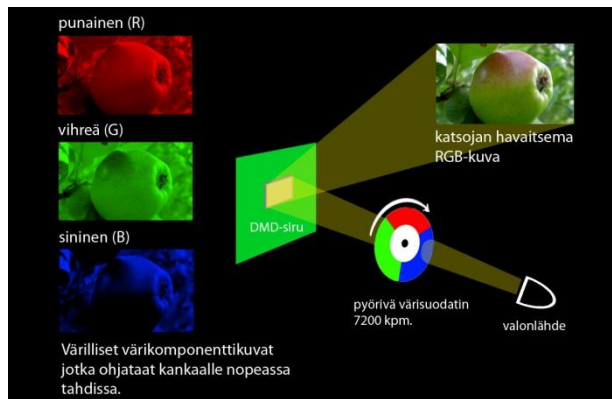 punainen (R)
vihreä (G)
sininen (B)
Värilliset värikomponenttikuvat
jotka ohjataat kankaalle nopeassa
tahdissa.
DMD-siru
katsojan havaitsema
RGB-kuva
pyörivä värisuodatin
7200 kpm.
valonlähde